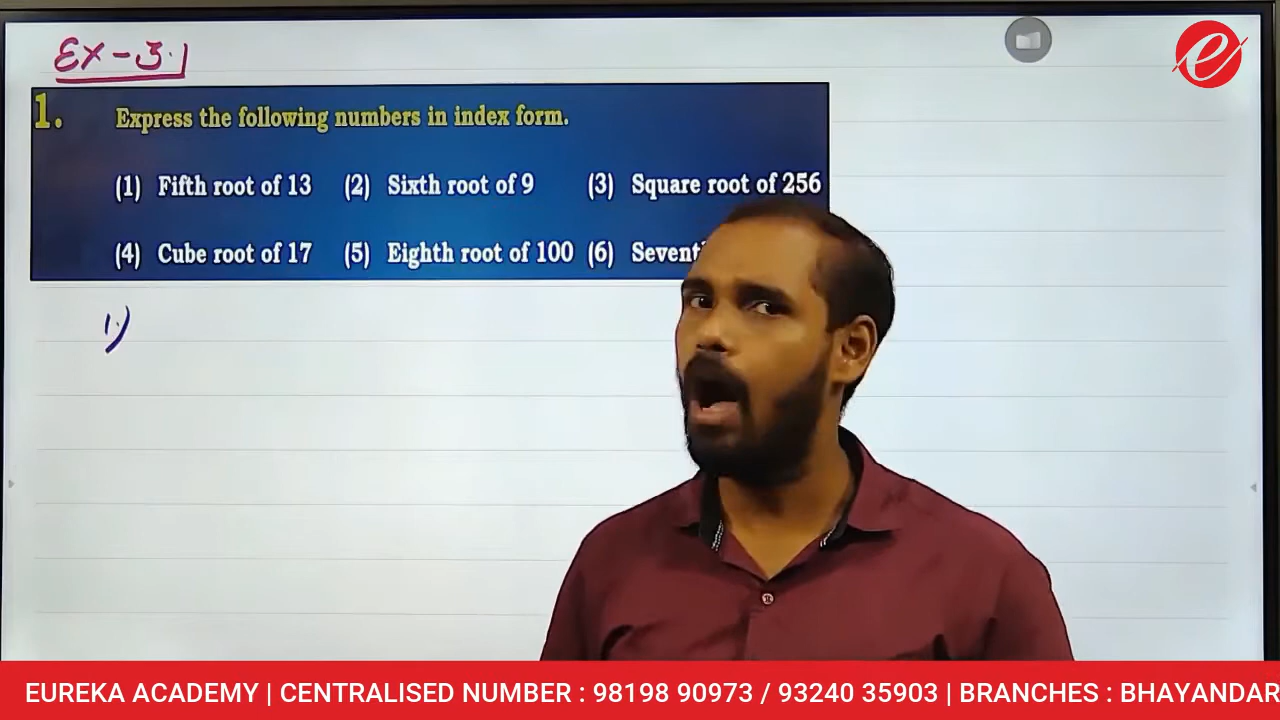 Ex-3.1
1. Express the following numbers in index form.
(1) Fifth root of 13 (2) Sixth root of 9 (3) Square root of 256
(4) Cube root of 17 (5) Eighth root of 100 (6)
1.)
EUREKA ACADEMY | CENTRALISED NUMBER : 98198 90973 / 93240 35903 | BRANCHES : BHAYANDAR